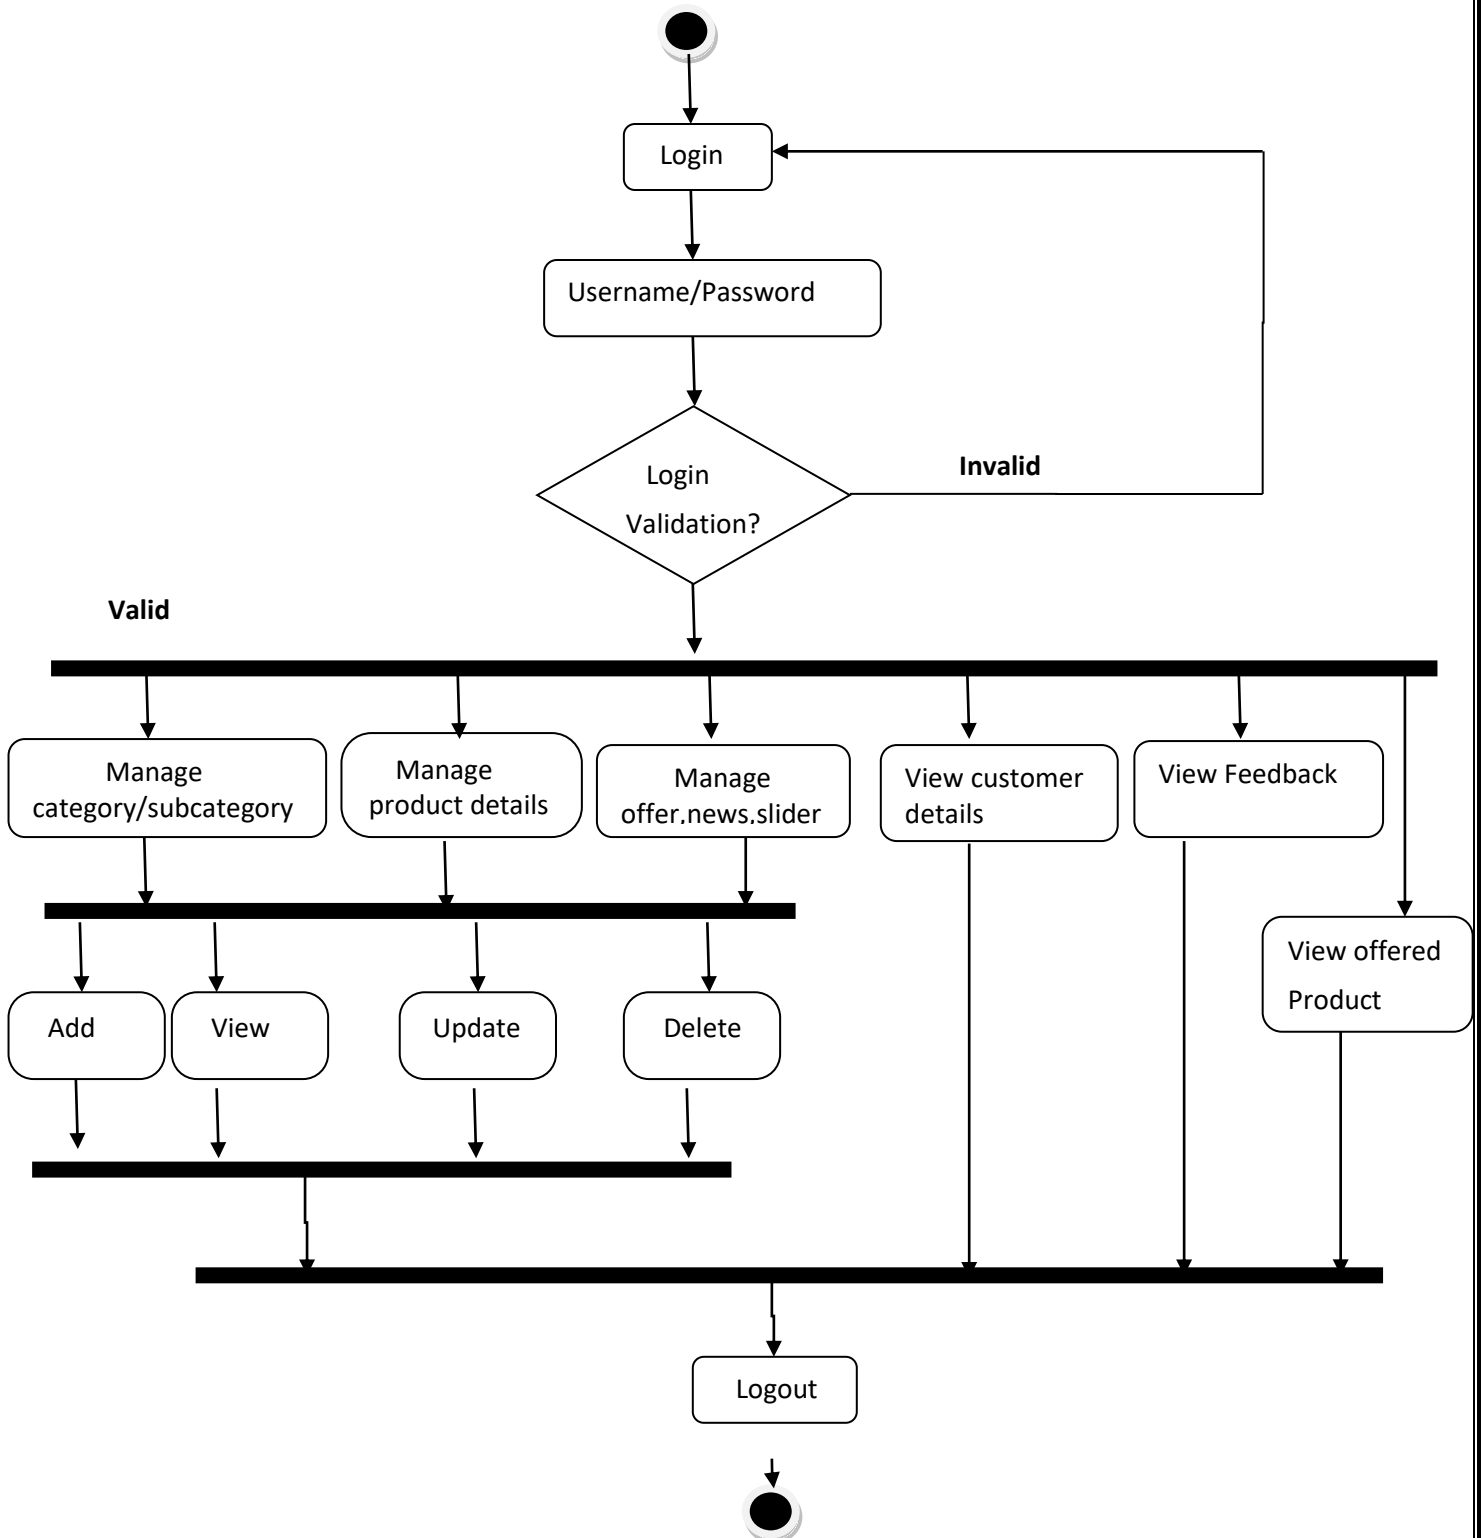 Login
Username/Password
Login
Validation?
Invalid
Valid
Manage
category/subcategory
Manage
product details
Manage
offer,news,slider
View customer
details
View Feedback
View offered
Product
Add
View
Update
Delete
Logout